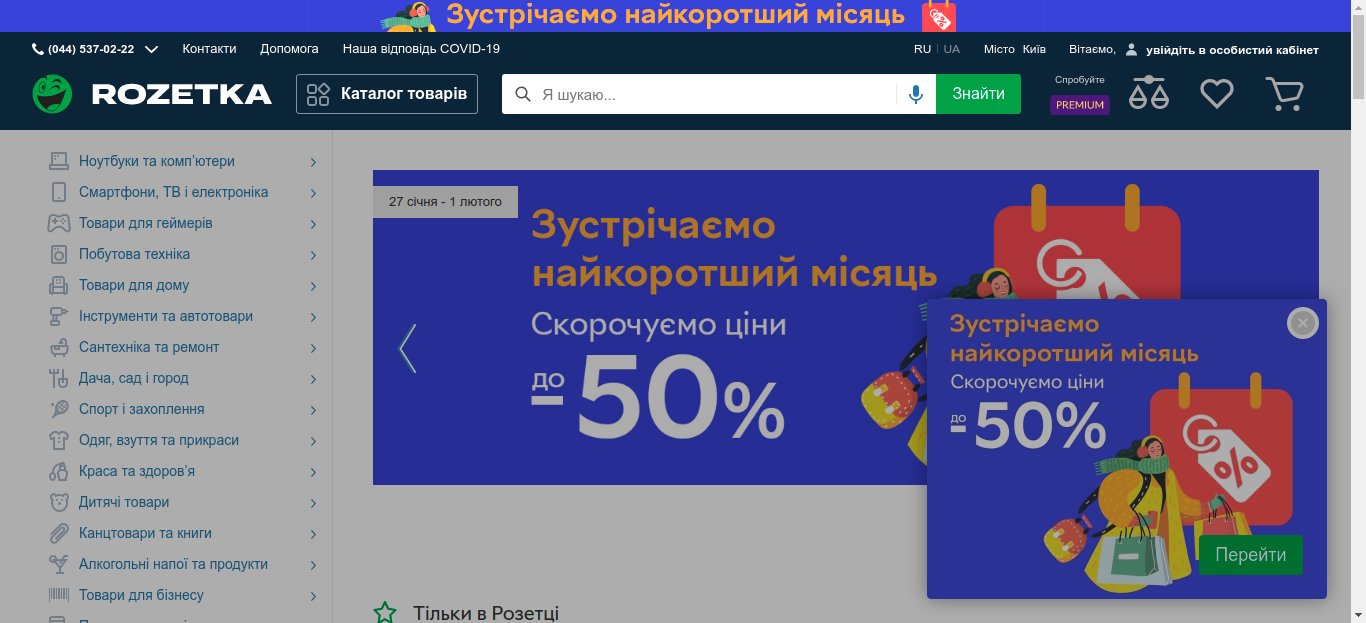 Зустрічаємо найкоротший місяць
(044) 537-02-22
Контакти
Допомога
Наша відповідь COVID-19
RU | UA
Місто Київ
Вітаємо, увійдіть в особистий кабінет
ROZETKA
Каталог товарів
Я шукаю...
Знайти
Спробуйте
PREMIUM
Ноутбуки та комп'ютери
Смартфони, ТВ і електроніка
Товари для геймерів
Побутова техніка
Товари для дому
Інструменти та автотовари
Сантехніка та ремонт
Дача, сад і город
Спорт і захоплення
Одяг, взуття та прикраси
Краса та здоров'я
Дитячі товари
Канцтовари та книги
Алкогольні напої та продукти
Товари для бізнесу
27 січня - 1 лютого
Зустрічаємо
найкоротший місяць
Скорочуємо ціни
до -50%
%
Зустрічаємо
найкоротший місяць
Скорочуємо ціни
до -50%
%
Перейти
Тільки в Розетці